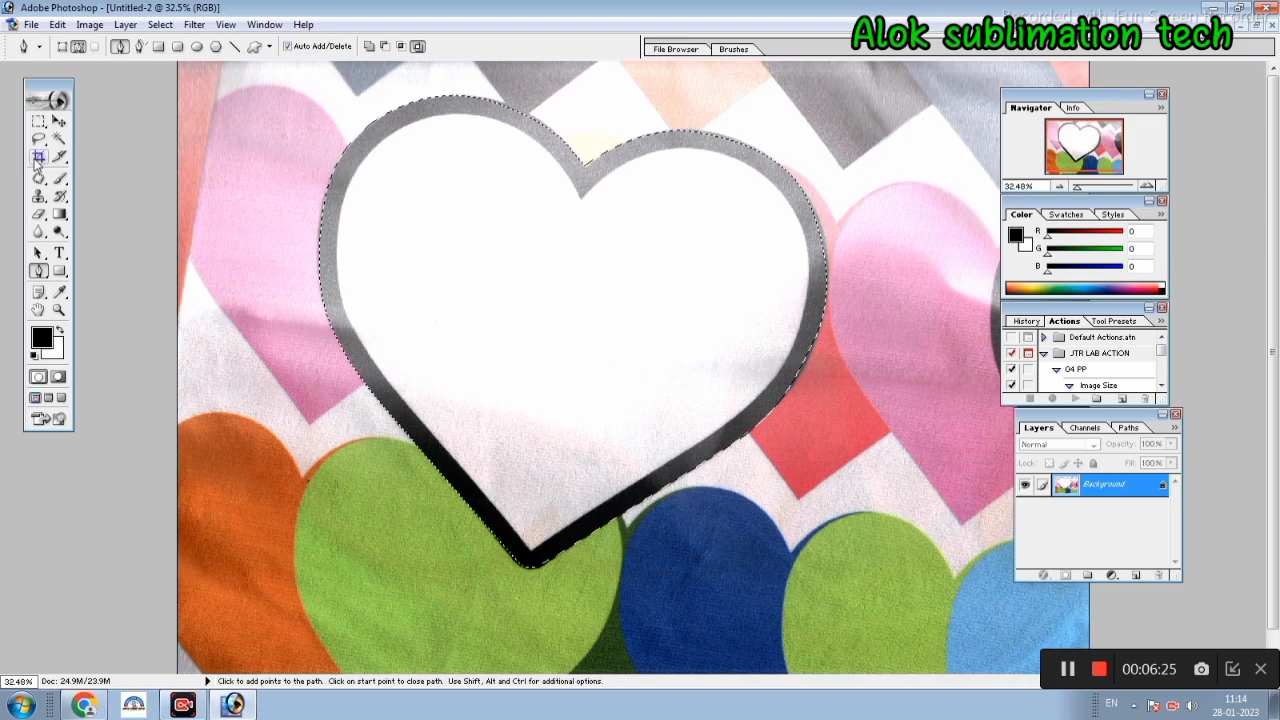 Adobe Photoshop - [Untitled-2 @ 32.5% (RGB)]
Recorded with iFun Screen Recorder
File Edit Image Layer Select Filter View Window Help
Alok sublimation tech
Auto Add/Delete
File Browser Brushes
Navigator Info
32.48%
Color Swatches Styles
R 0
G 0
B 0
History Actions Tool Presets
Default Actions.atn
JTR LAB ACTION
04 PP
Image Size
Layers Channels Paths
Normal Opacity: 100%
Lock: Fill: 100%
Background
00:06:25
32.48% Doc: 24.9M/23.9M Click to add points to the path. Click on start point to close path. Use Shift, Alt and Ctrl for additional options.
EN
11:14
28-01-2023